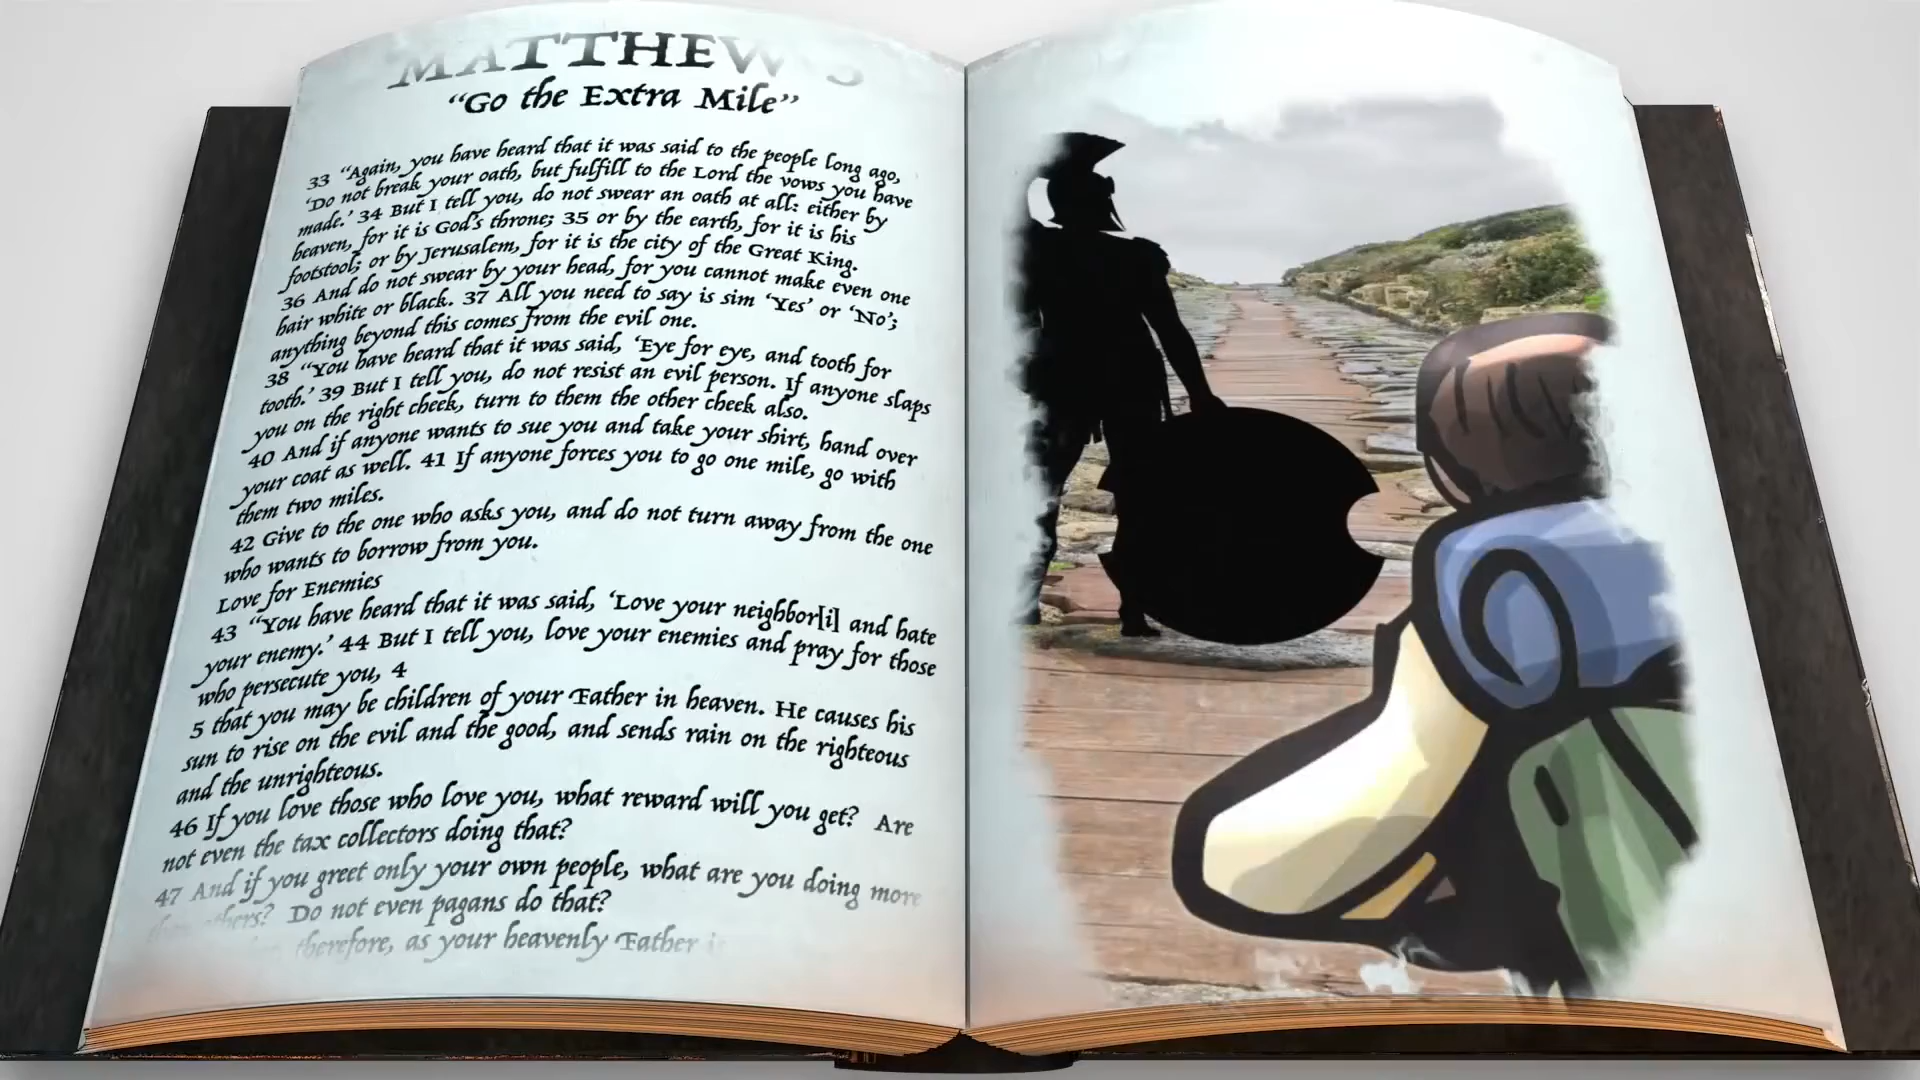 MATTHEW 5
“Go the Extra Mile”
33 “Again, you have heard that it was said to the people long ago,
‘Do not break your oath, but fulfill to the Lord the vows you have
made.’ 34 But I tell you, do not swear an oath at all: either by
heaven, for it is God’s throne; 35 or by the earth, for it is his
footstool; or by Jerusalem, for it is the city of the Great King.
36 And do not swear by your head, for you cannot make even one
hair white or black. 37 All you need to say is sim ‘Yes’ or ‘No’;
anything beyond this comes from the evil one.
38 “You have heard that it was said, ‘Eye for eye, and tooth for
tooth.’ 39 But I tell you, do not resist an evil person. If anyone slaps
you on the right cheek, turn to them the other cheek also.
40 And if anyone wants to sue you and take your shirt, hand over
your coat as well. 41 If anyone forces you to go one mile, go with
them two miles.
42 Give to the one who asks you, and do not turn away from the one
who wants to borrow from you.
Love for Enemies
43 “You have heard that it was said, ‘Love your neighbor[i] and hate
your enemy.’ 44 But I tell you, love your enemies and pray for those
who persecute you, 4
5 that you may be children of your Father in heaven. He causes his
sun to rise on the evil and the good, and sends rain on the righteous
and the unrighteous.
46 If you love those who love you, what reward will you get? Are
not even the tax collectors doing that?
47 And if you greet only your own people, what are you doing more
than others? Do not even pagans do that?
therefore, as your heavenly Father is